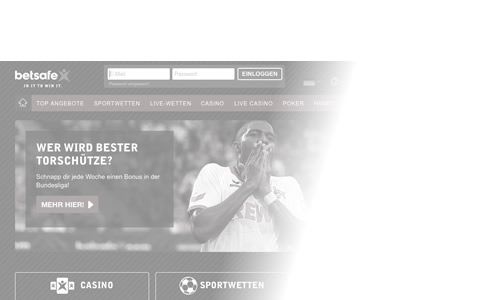 betsafe
IN IT TO WIN IT.
E-Mail
Passwort
EINLOGGEN
Passwort vergessen?
TOP ANGEBOTE SPORTWETTEN LIVE-WETTEN CASINO LIVE CASINO POKER
WER WIRD BESTER
TORSCHÜTZE?
Schnapp dir jede Woche einen Bonus in der
Bundesliga!
MEHR HIER!
REWE
CASINO
SPORTWETTEN